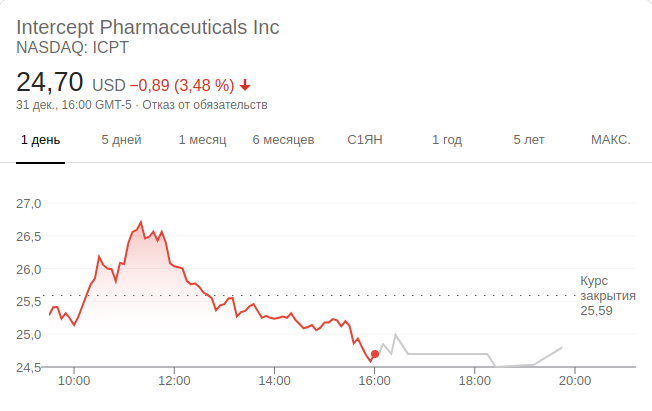 Intercept Pharmaceuticals Inc
NASDAQ: ICPT
24,70 USD −0,89 (3,48 %)
31 дек., 16:00 GMT-5 · Отказ от обязательств
1 день 5 дней 1 месяц 6 месяцев С1ЯН 1 год 5 лет МАКС.
27,0
26,5
26,0
Курс
закрытия
25,59
25,5
25,0
24,5
10:00 12:00 14:00 16:00 18:00 20:00